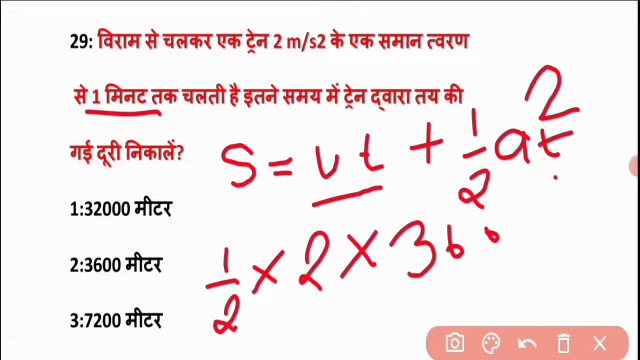 29: विराम से चलकर एक ट्रेन 2 m/s2 के एक समान त्वरण
से 1 मिनट तक चलती है इतने समय में ट्रेन द्वारा तय की
गई दूरी निकालें?
S = ut + 1/2 at²
1:32000 मीटर
1/2 × 2 × 360
2:3600 मीटर
3:7200 मीटर